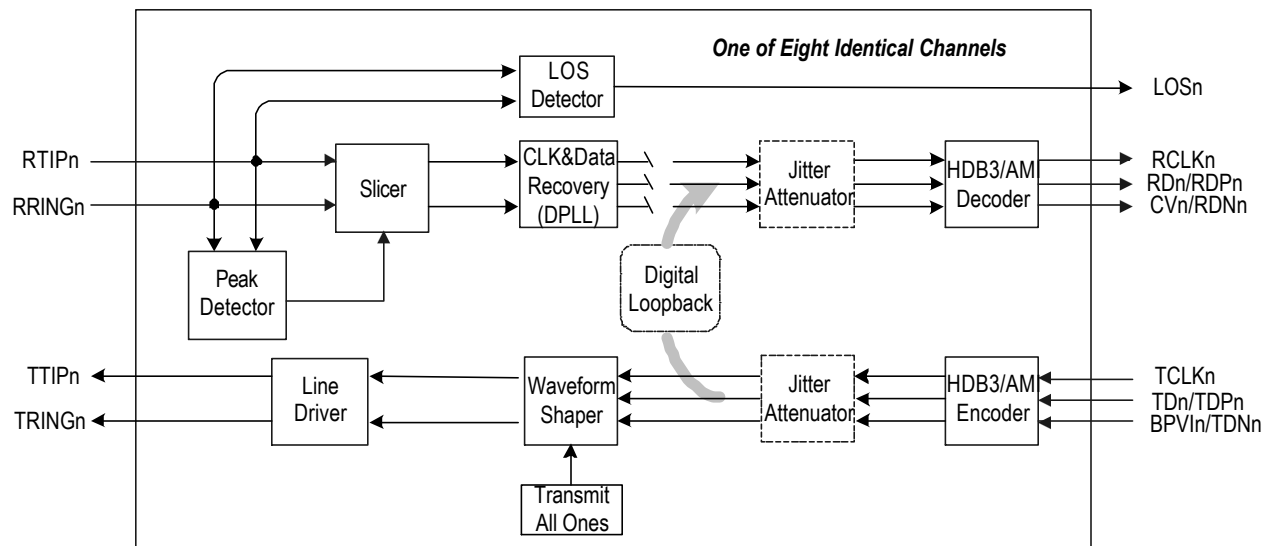 One of Eight Identical Channels
LOS
Detector
LOSn
RTIPn
RRINGn
Slicer
CLK&Data
Recovery
(DPLL)
Jitter
Attenuator
HDB3/AMI
Decoder
RCLKn
RDn/RDPn
CVn/RDNn
Peak
Detector
Digital
Loopback
TTIPn
TRINGn
Line
Driver
Waveform
Shaper
Jitter
Attenuator
HDB3/AMI
Encoder
TCLKn
TDn/TDPn
BPVIn/TDNn
Transmit
All Ones